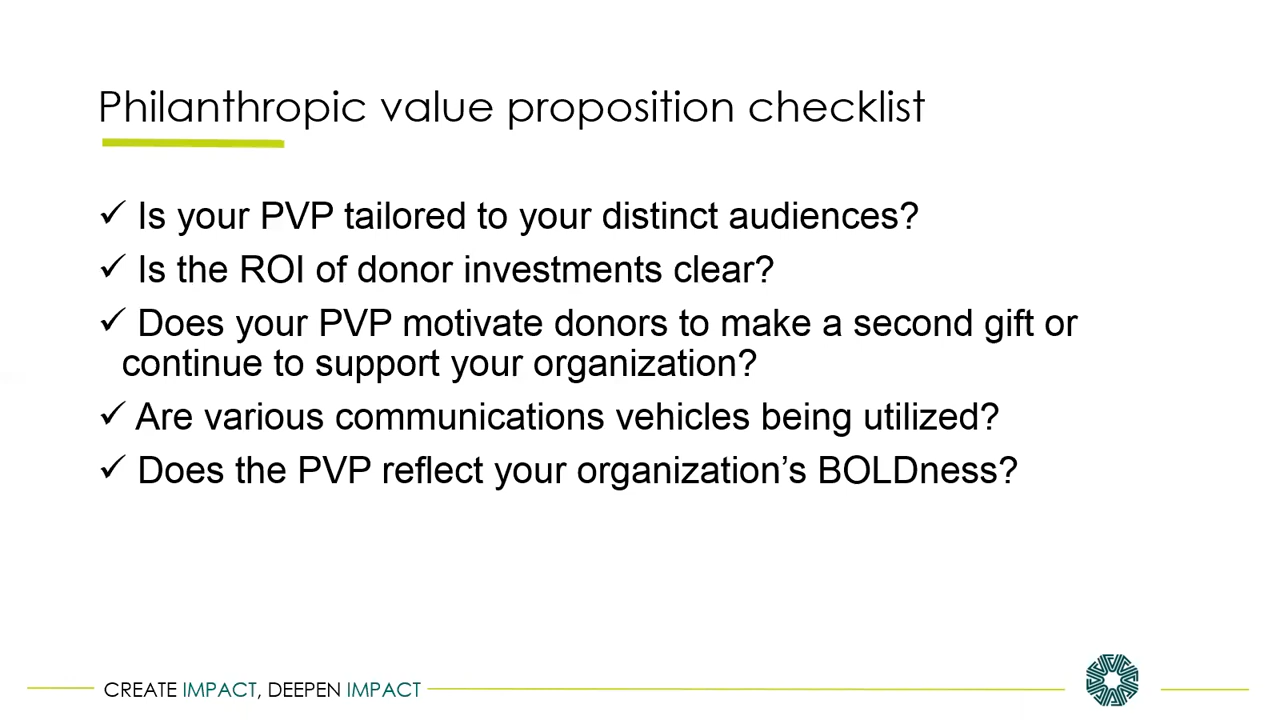 Philanthropic value proposition checklist
✓ Is your PVP tailored to your distinct audiences?
✓ Is the ROI of donor investments clear?
✓ Does your PVP motivate donors to make a second gift or
continue to support your organization?
✓ Are various communications vehicles being utilized?
✓ Does the PVP reflect your organization’s BOLDness?
CREATE IMPACT, DEEPEN IMPACT